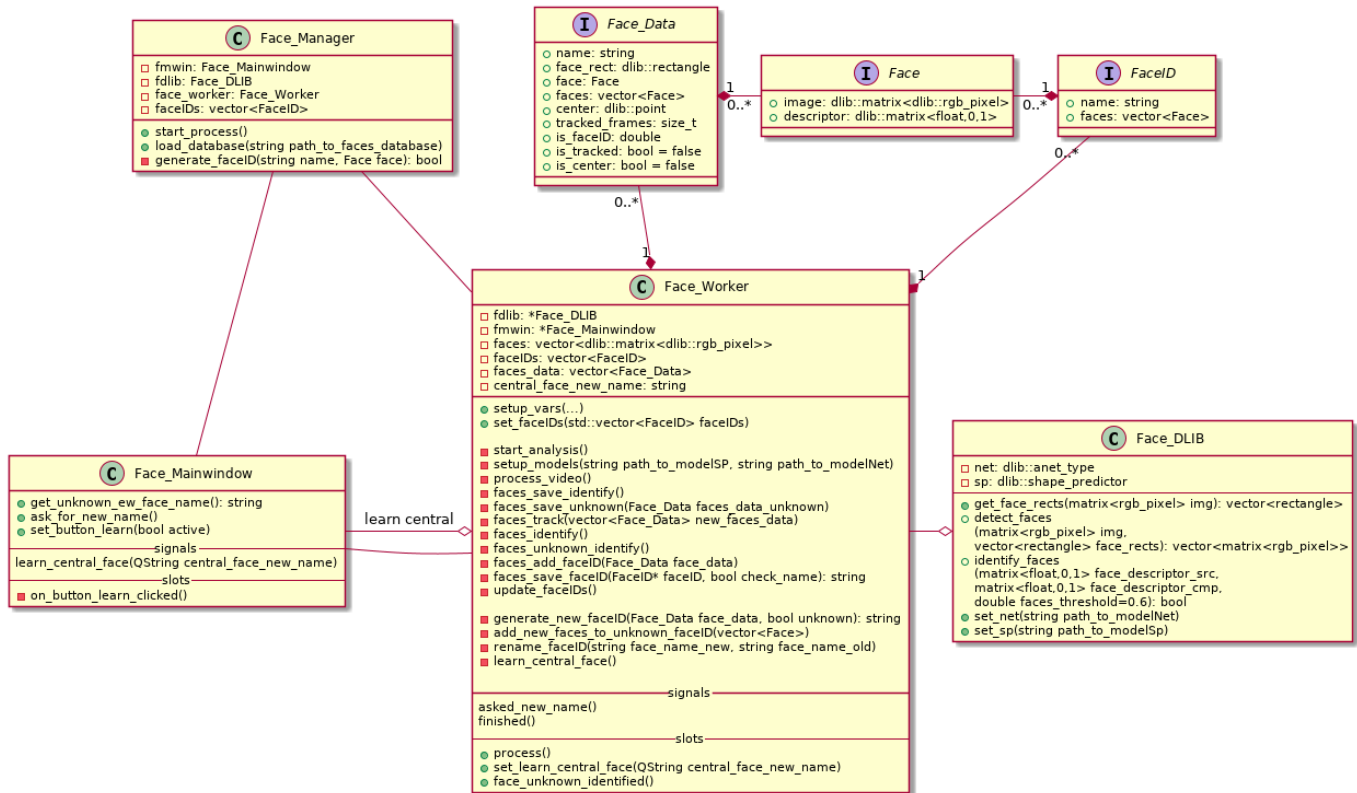 Face_Manager
fmwin: Face_Mainwindow
fdlib: Face_DLIB
face_worker: Face_Worker
faceIDs: vector<FaceID>
start_process()
load_database(string path_to_faces_database)
generate_faceID(string name, Face face): bool
Face_Data
name: string
face_rect: dlib::rectangle
face: Face
faces: vector<Face>
center: dlib::point
tracked_frames: size_t
is_faceID: double
is_tracked: bool = false
is_center: bool = false
1
0..*
Face
image: dlib::matrix<dlib::rgb_pixel>
descriptor: dlib::matrix<float,0,1>
1
0..*
FaceID
name: string
faces: vector<Face>
0..*
0..*
1
1
Face_Worker
fdlib: *Face_DLIB
fmwin: *Face_Mainwindow
faces: vector<dlib::matrix<dlib::rgb_pixel>>
faceIDs: vector<FaceID>
faces_data: vector<Face_Data>
central_face_new_name: string
setup_vars(...)
set_faceIDs(std::vector<FaceID> faceIDs)
start_analysis()
setup_models(string path_to_modelSP, string path_to_modelNet)
process_video()
faces_save_identify()
faces_save_unknown(Face_Data faces_data_unknown)
faces_track(vector<Face_Data> new_faces_data)
faces_identify()
faces_unknown_identify()
faces_add_faceID(Face_Data face_data)
faces_save_faceID(FaceID* faceID, bool check_name): string
update_faceIDs()
generate_new_faceID(Face_Data face_data, bool unknown): string
add_new_faces_to_unknown_faceID(vector<Face>)
rename_faceID(string face_name_new, string face_name_old)
learn_central_face()
signals
asked_new_name()
finished()
slots
process()
set_learn_central_face(QString central_face_new_name)
face_unknown_identified()
Face_Mainwindow
get_unknown_ew_face_name(): string
ask_for_new_name()
set_button_learn(bool active)
signals
learn_central_face(QString central_face_new_name)
slots
on_button_learn_clicked()
learn central
Face_DLIB
net: dlib::anet_type
sp: dlib::shape_predictor
get_face_rects(matrix<rgb_pixel> img): vector<rectangle>
detect_faces
(matrix<rgb_pixel> img,
vector<rectangle> face_rects): vector<matrix<rgb_pixel>>
identify_faces
(matrix<float,0,1> face_descriptor_src,
matrix<float,0,1> face_descriptor_cmp,
double faces_threshold=0.6): bool
set_net(string path_to_modelNet)
set_sp(string path_to_modelSp)